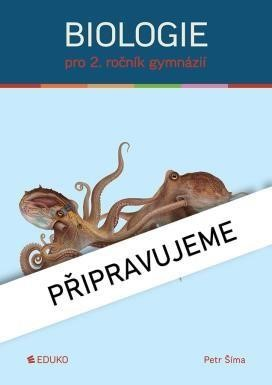 BIOLOGIE
pro 2. ročník gymnázií
PŘIPRAVUJEME
EDUKO
Petr Šíma